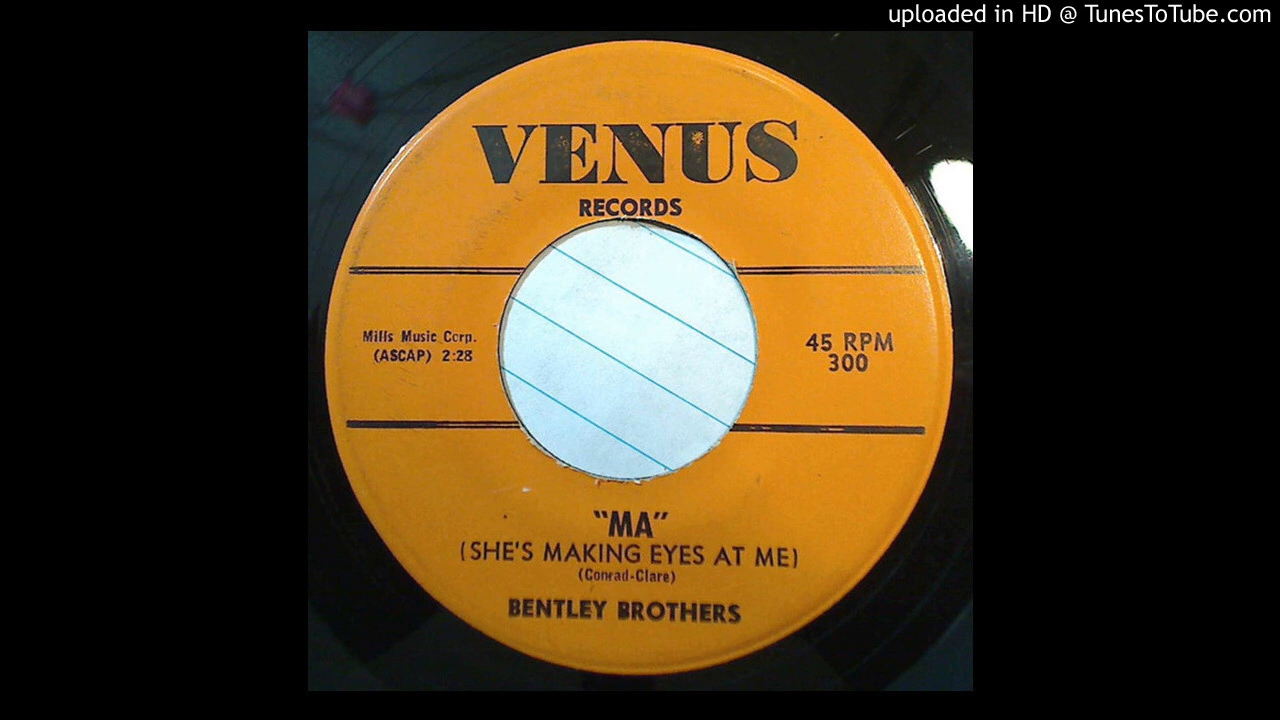 uploaded in HD @ TunesToTube.com
VENUS
RECORDS
Mills Music Corp.
(ASCAP) 2:28
45 RPM
300
"MA"
(SHE'S MAKING EYES AT ME)
(Conrad-Clare)
BENTLEY BROTHERS